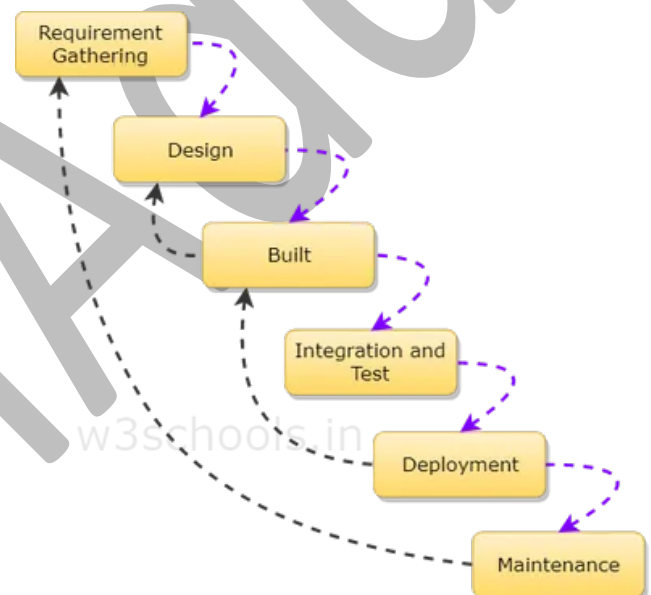 Requirement
Gathering
Design
Built
Integration and
Test
w3schools.in
Deployment
Maintenance